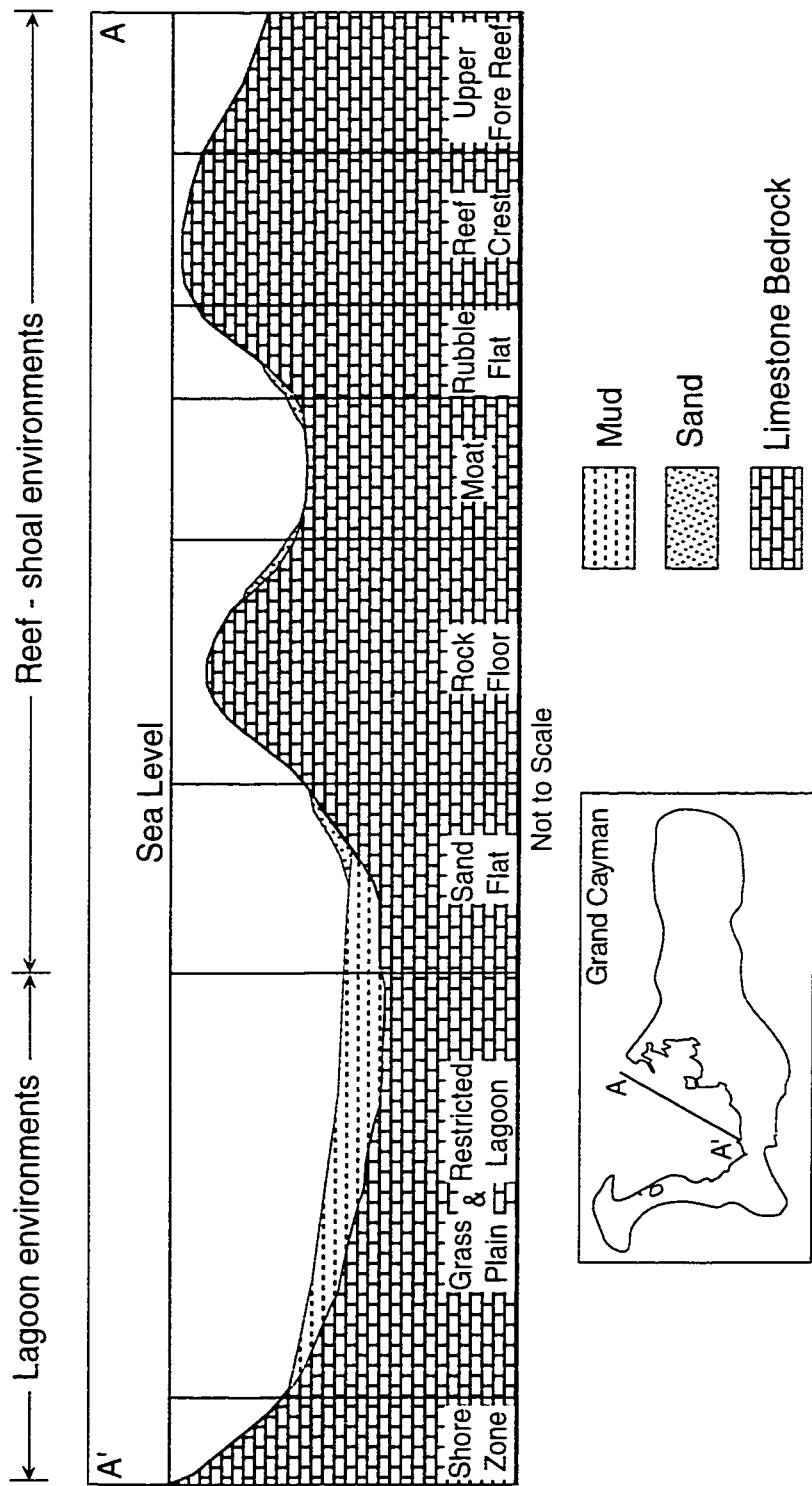 Lagoon environments
Reef - shoal environments
A'
A
Sea Level
Shore
Zone
Grass & Restricted
Plain Lagoon
Sand
Flat
Rock
Floor
Moat
Rubble
Flat
Reef
Crest
Upper
Fore Reef
Not to Scale
Grand Cayman
A
A'
Mud
Sand
Limestone Bedrock